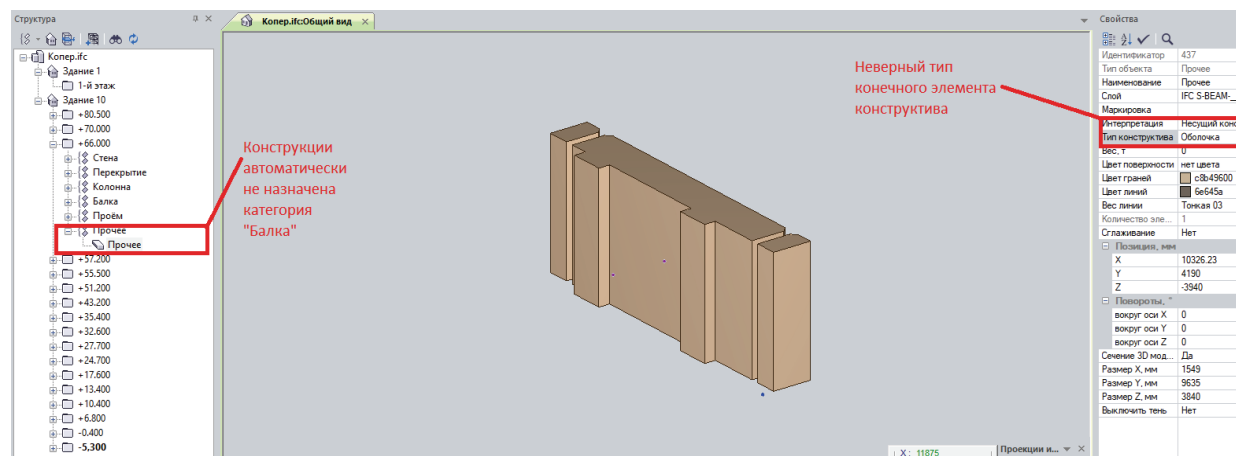 Структура
Копер.ifc:Общий вид
Свойства
Копер.ifc
Здание 1
1-й этаж
Здание 10
+80.500
+70.000
+66.000
Стена
Перекрытие
Колонна
Балка
Проём
Прочее
Прочее
+57.200
+55.500
+51.200
+43.200
+35.400
+32.600
+27.700
+24.700
+17.600
+13.400
+10.400
+6.800
-0.400
-5,300
Конструкции
автоматически
не назначена
категория
"Балка"
Неверный тип
конечного элемента
конструктива
X: 11875
Проекции и...
Идентификатор 437
Тип объекта Прочее
Наименование Прочее
Слой IFC S-BEAM-_
Маркировка
Интерпретация Несущий конс
Тип конструктива Оболочка
Вес, т 0
Цвет поверхности нет цвета
Цвет граней c8b49600
Цвет линий 6e645a
Вес линии Тонкая 03
Количество эле... 1
Сглаживание Нет
Позиция, мм
X 10326.23
Y 4190
Z -3940
Повороты, °
вокруг оси X 0
вокруг оси Y 0
вокруг оси Z 0
Сечение 3D мод... Да
Размер X, мм 1549
Размер Y, мм 9635
Размер Z, мм 3840
Выключить тень Нет